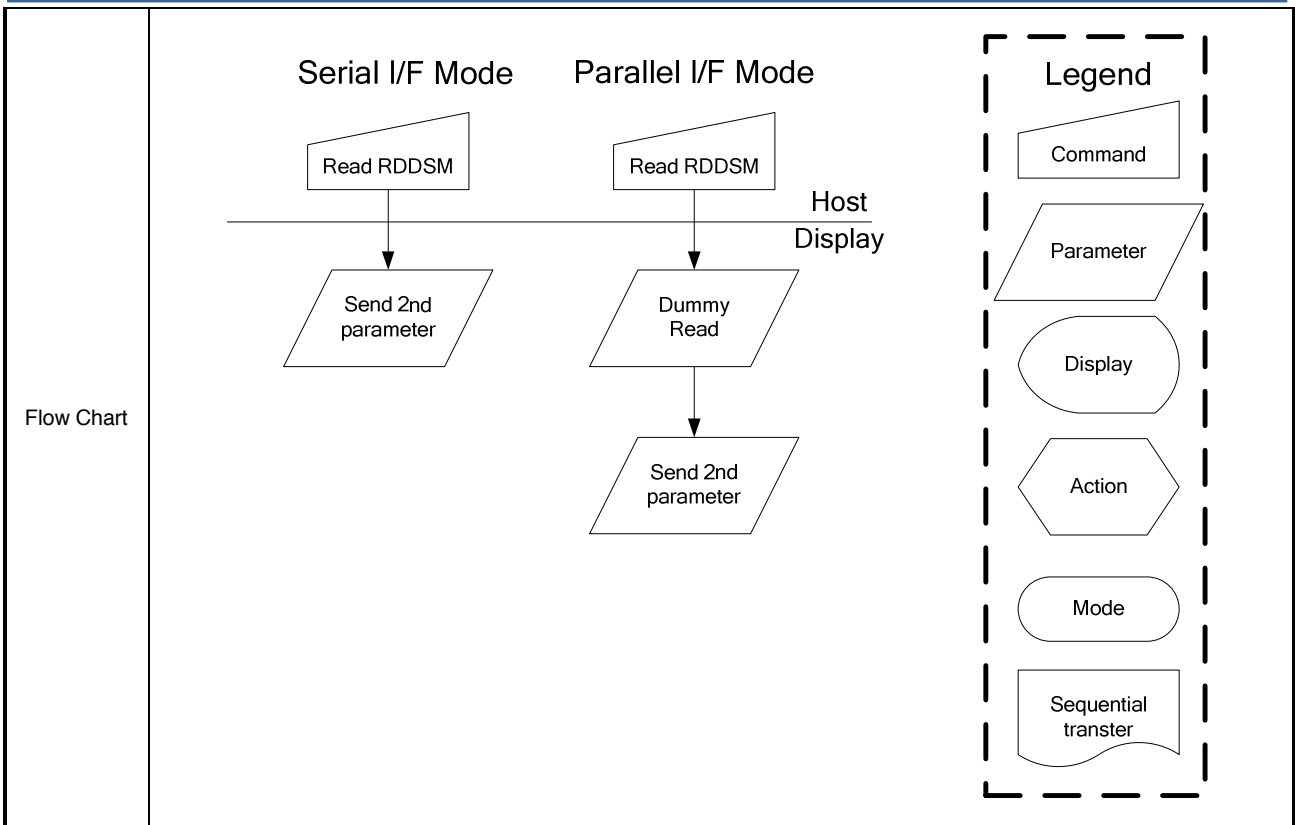 Flow Chart
Serial I/F Mode
Parallel I/F Mode
Read RDDSM
Read RDDSM
Host
Display
Send 2nd
parameter
Dummy
Read
Send 2nd
parameter
Legend
Command
Parameter
Display
Action
Mode
Sequential
transter